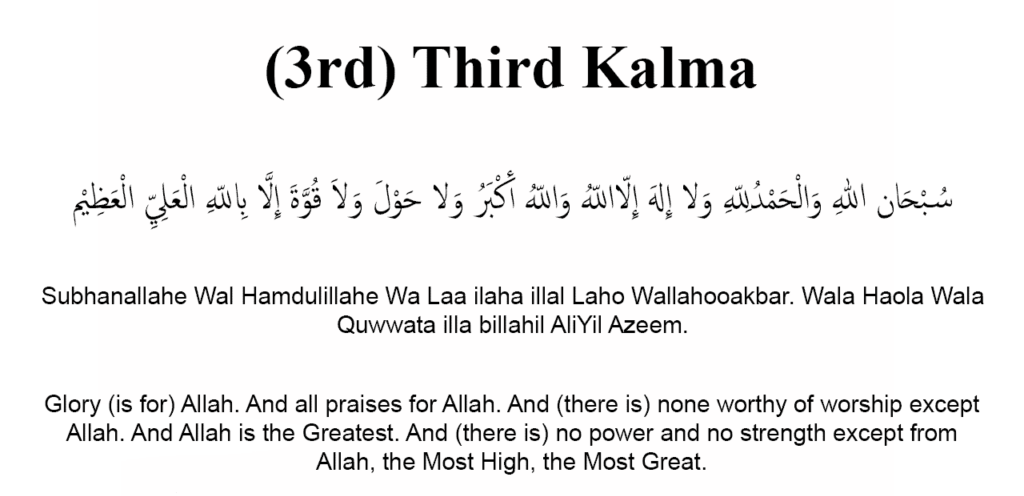 (3rd) Third Kalma
سُبْحَان اللهِ وَالْحَمْدُلِلّهِ وَلا إِلهَ إِلّااللّهُ وَاللّهُ أَكْبَرُ وَلا حَوْلَ وَلاَ قُوَّةَ إِلَّا بِاللّهِ الْعَلِيِّ الْعَظِيْم
Subhanallahe Wal Hamdulillahe Wa Laa ilaha illal Laho Wallahooakbar. Wala Haola Wala
Quwwata illa billahil AliYil Azeem.
Glory (is for) Allah. And all praises for Allah. And (there is) none worthy of worship except
Allah. And Allah is the Greatest. And (there is) no power and no strength except from
Allah, the Most High, the Most Great.